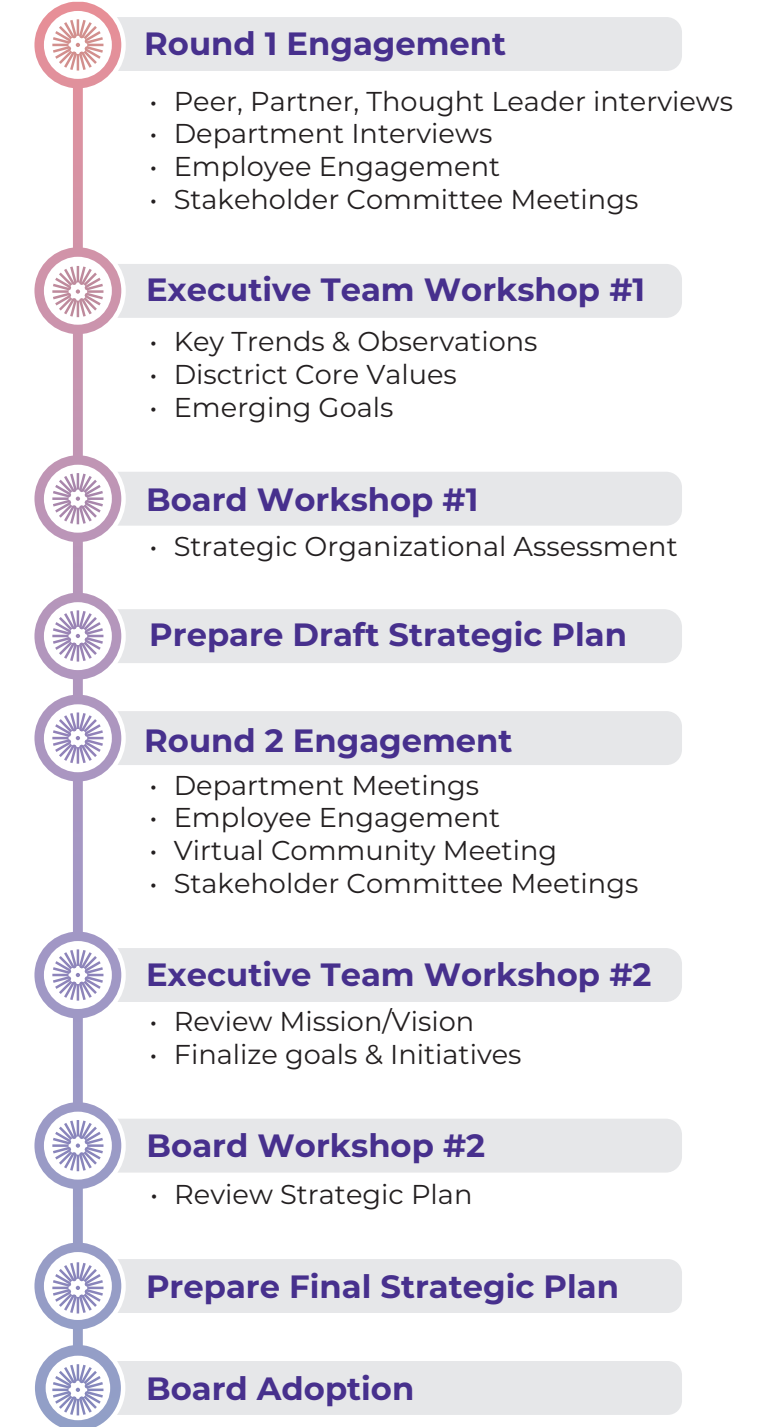 Round 1 Engagement
· Peer, Partner, Thought Leader interviews
· Department Interviews
· Employee Engagement
· Stakeholder Committee Meetings
Executive Team Workshop #1
· Key Trends & Observations
· Disctrict Core Values
· Emerging Goals
Board Workshop #1
· Strategic Organizational Assessment
Prepare Draft Strategic Plan
Round 2 Engagement
· Department Meetings
· Employee Engagement
· Virtual Community Meeting
· Stakeholder Committee Meetings
Executive Team Workshop #2
· Review Mission/Vision
· Finalize goals & Initiatives
Board Workshop #2
· Review Strategic Plan
Prepare Final Strategic Plan
Board Adoption